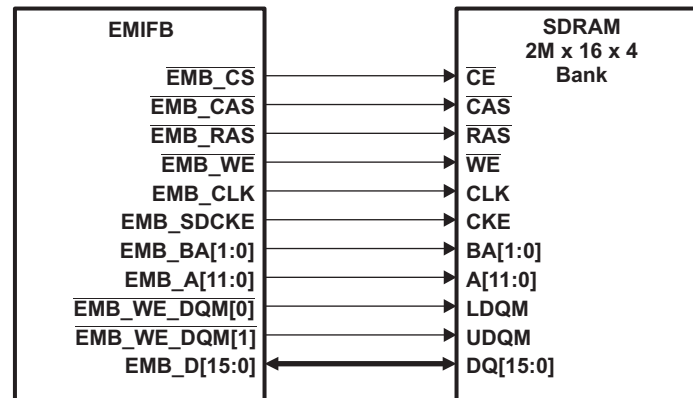 EMIFB
EMB_CS
EMB_CAS
EMB_RAS
EMB_WE
EMB_CLK
EMB_SDCKE
EMB_BA[1:0]
EMB_A[11:0]
EMB_WE_DQM[0]
EMB_WE_DQM[1]
EMB_D[15:0]
SDRAM
2M x 16 x 4
Bank
CE
CAS
RAS
WE
CLK
CKE
BA[1:0]
A[11:0]
LDQM
UDQM
DQ[15:0]